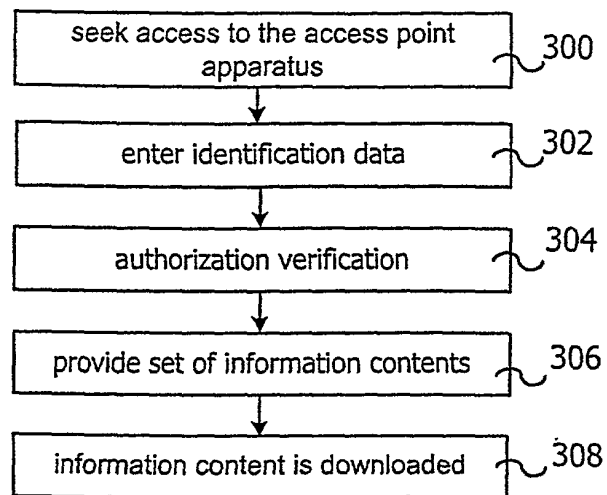 seek access to the access point
apparatus
300
enter identification data
302
authorization verification
304
provide set of information contents
306
information content is downloaded
308